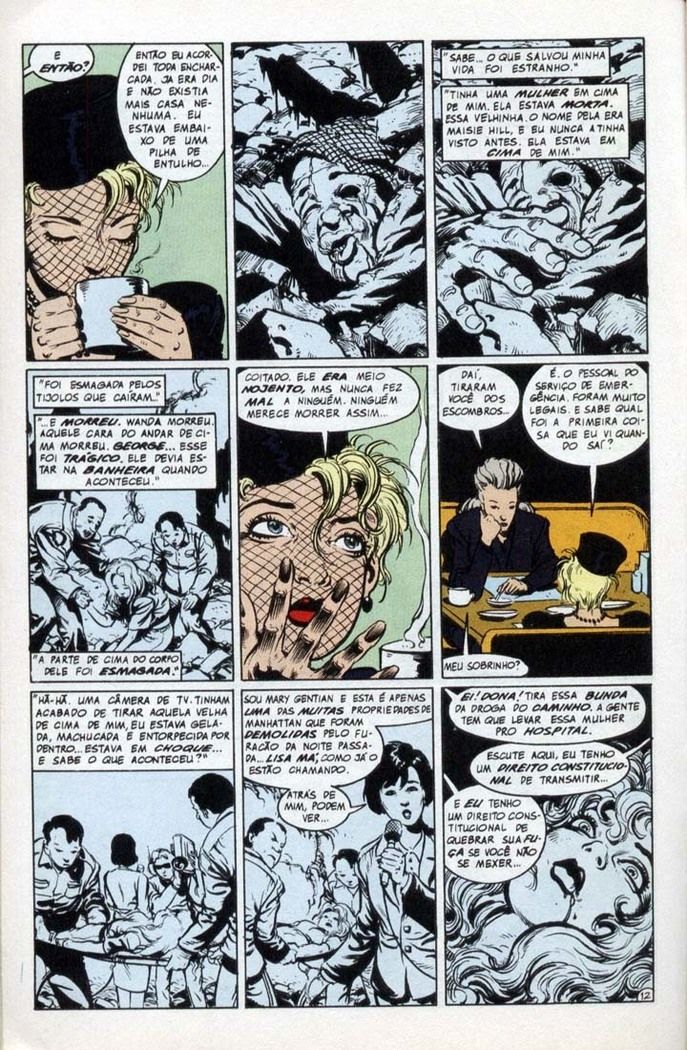 E
ENTÃO?
ENTÃO EU ACOR-
DEI TODA ENCHAR-
CADA. JA ERA DIA
E NÃO EXISTIA
MAIS CASA NE-
NHUMA. EU
ESTAVA EMBAI-
XO DE UMA
PILHA DE
ENTULHO...
"SABE... O QUE SALVOU MINHA
VIDA FOI ESTRANHO."
"TINHA UMA MULHER EM CIMA
DE MIM. ELA ESTAVA MORTA.
ESSA VELHINHA. O NOME DELA ERA
MAISIE HILL, E EU NUNCA A TINHA
VISTO ANTES. ELA ESTAVA EM
CIMA DE MIM."
"FOI ESMAGADA PELOS
TIJOLOS QUE CAÍRAM..."
"...E MORREU. WANDA MORREU.
AQUELE CARA DO ANDAR DE CI-
MA MORREU. GEORGE... ESSE
FOI TRÁGICO. ELE DEVIA ES-
TAR NA BANHEIRA QUANDO
ACONTECEU."
"A PARTE DE CIMA DO CORPO
DELE FOI ESMAGADA."
COITADO. ELE ERA MEIO
NOJENTO, MAS NUNCA FEZ
MAL A NINGUÉM. NINGUÉM
MERECE MORRER ASSIM...
DAÍ,
TIRARAM
VOCÊ DOS
ESCOMBROS...
É. O PESSOAL DO
SERVIÇO DE EMER-
GÊNCIA. FORAM MUITO
LEGAIS. E SABE QUAL
FOI A PRIMEIRA COI-
SA QUE EU VI QUAN-
DO SAÍ?
MEU SOBRINHO?
"HÃ-HÃ. UMA CÂMERA DE TV. TINHAM
ACABADO DE TIRAR AQUELA VELHA
DE CIMA DE MIM, EU ESTAVA GELA-
DA, MACHUCADA E ENTORPECIDA POR
DENTRO... ESTAVA EM CHOQUE...
E SABE O QUE ACONTECEU?"
SOU MARY GENTIAN E ESTA É APENAS
UMA DAS MUITAS PROPRIEDADES DE
MANHATTAN QUE FORAM
DEMOLIDAS PELO FU-
RACÃO DA NOITE PASSA-
DA... LISA MÁ, COMO JÁ O
ESTÃO CHAMANDO.
ATRÁS DE
MIM, PODEM
VER...
EI! DONA! TIRA ESSA BUNDA
DA DROGA DO CAMINHO. A GENTE
TEM QUE LEVAR ESSA MULHER
PRO HOSPITAL.
ESCUTE AQUI, EU TENHO
UM DIREITO CONSTITUCIO-
NAL DE TRANSMITIR...
E EU TENHO
UM DIREITO CONS-
TITUCIONAL DE
QUEBRAR SUA FU-
ÇA SE VOCÊ NÃO
SE MEXER...
12